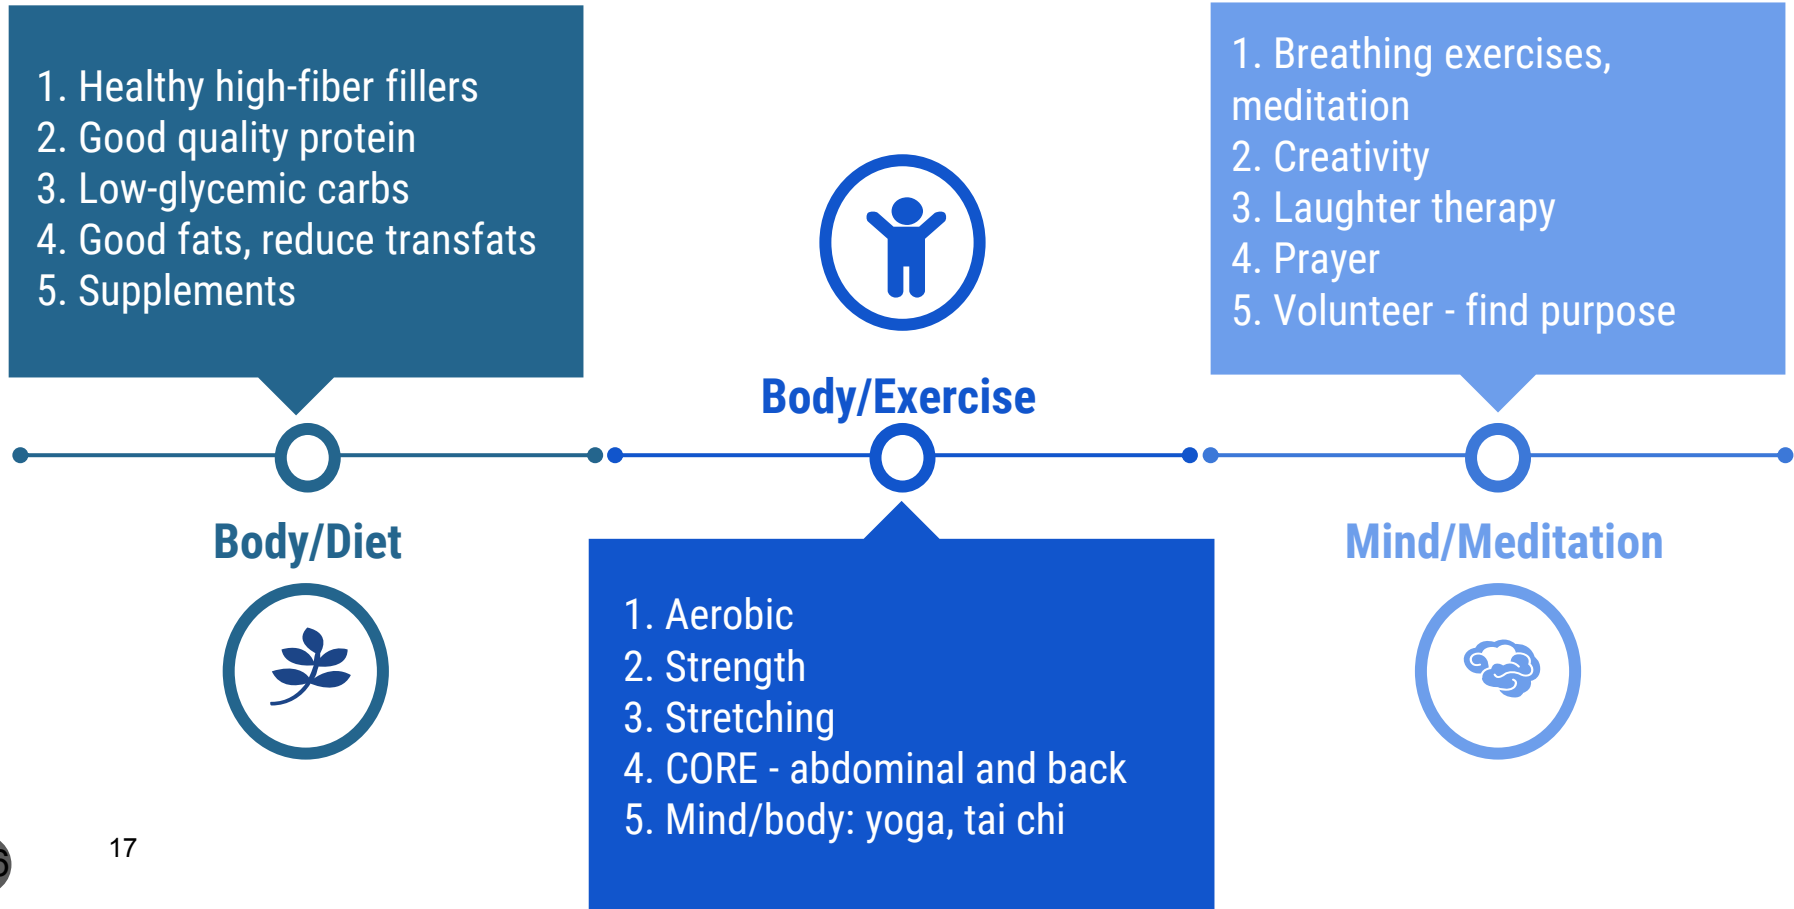 1. Healthy high-fiber fillers
2. Good quality protein
3. Low-glycemic carbs
4. Good fats, reduce transfats
5. Supplements
Body/Diet
Body/Exercise
1. Aerobic
2. Strength
3. Stretching
4. CORE - abdominal and back
5. Mind/body: yoga, tai chi
1. Breathing exercises,
meditation
2. Creativity
3. Laughter therapy
4. Prayer
5. Volunteer - find purpose
Mind/Meditation
17